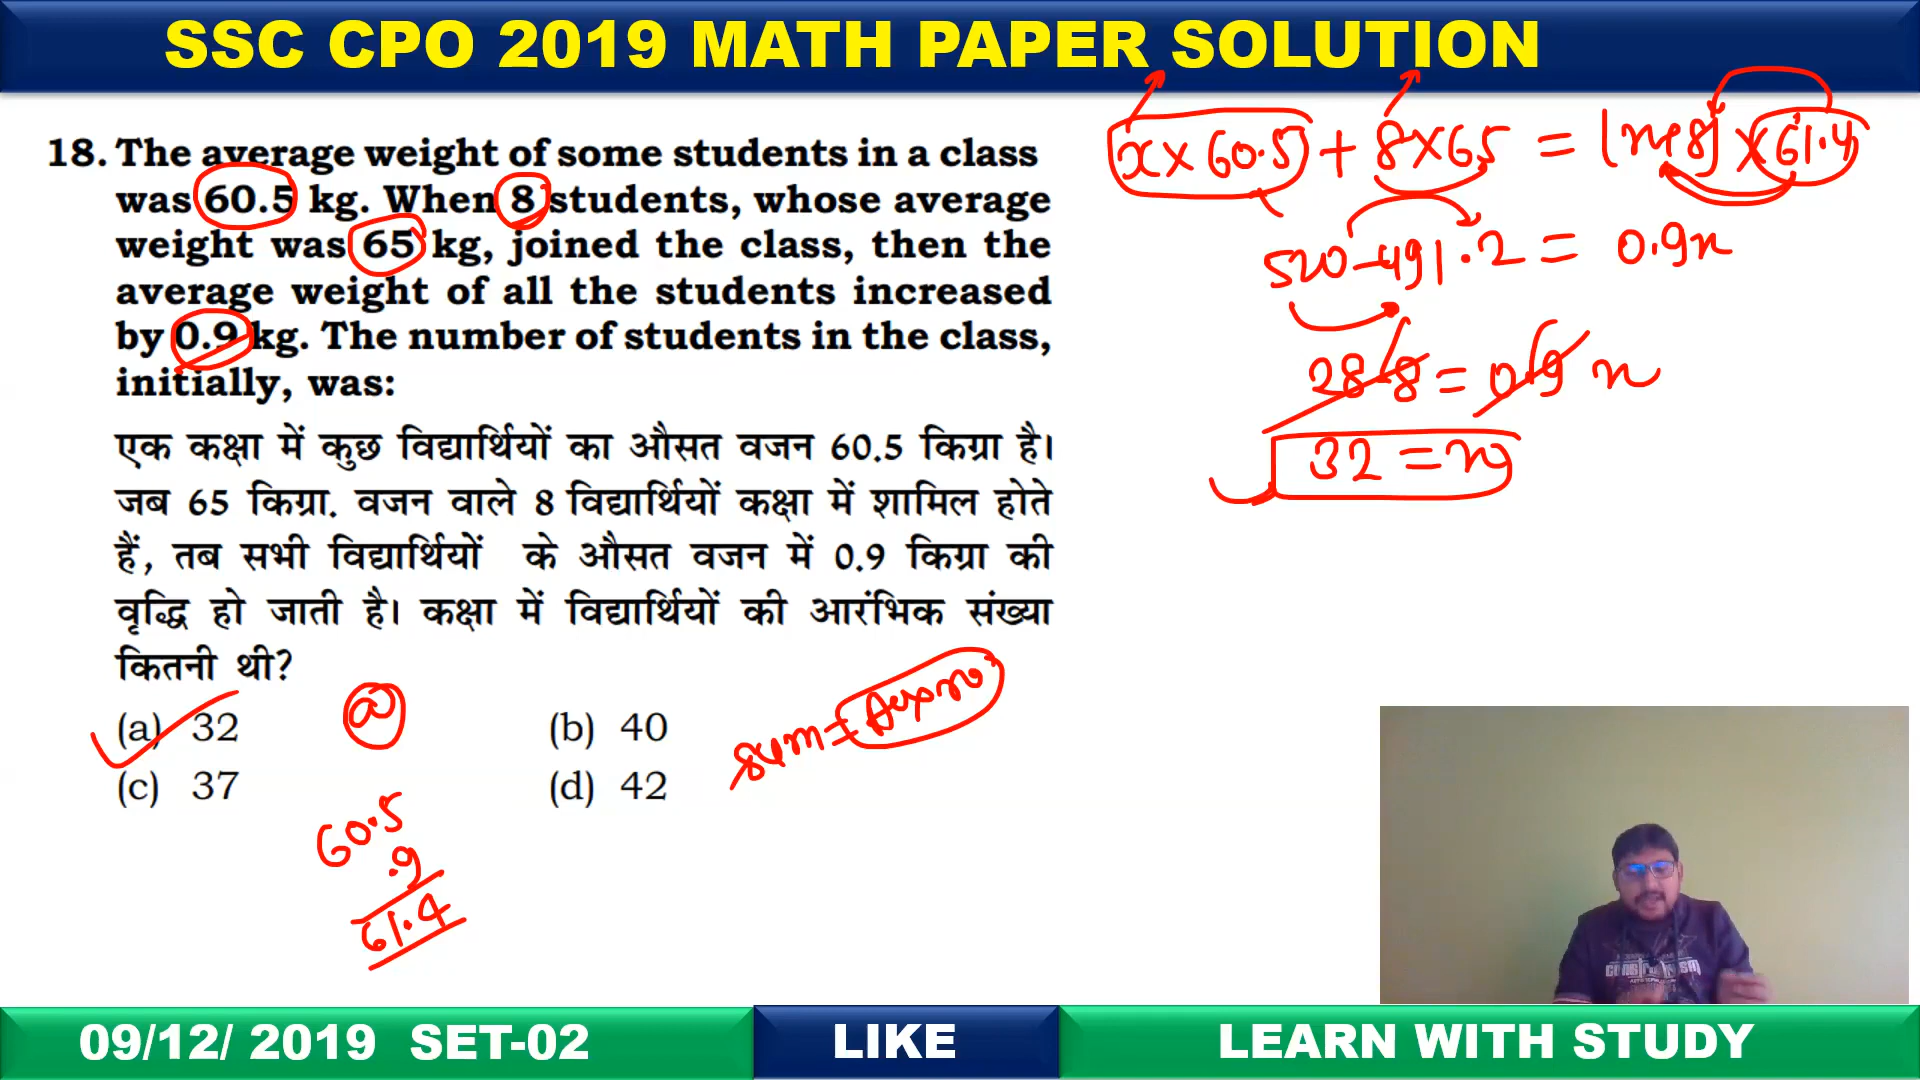 SSC CPO 2019 MATH PAPER SOLUTION
18. The average weight of some students in a class
was 60.5 kg. When 8 students, whose average
weight was 65 kg, joined the class, then the
average weight of all the students increased
by 0.9 kg. The number of students in the class,
initially, was:
एक कक्षा में कुछ विद्यार्थियों का औसत वजन 60.5 किग्रा है।
जब 65 किग्रा. वजन वाले 8 विद्यार्थियों कक्षा में शामिल होते
हैं, तब सभी विद्यार्थियों के औसत वजन में 0.9 किग्रा की
वृद्धि हो जाती है। कक्षा में विद्यार्थियों की आरंभिक संख्या
कितनी थी?
(a) 32 (b) 40
(c) 37 (d) 42
a
60.5
.9
61.4
sum =
x × 60.5 + 8 × 65 = [x+8] × 61.4
520 - 491.2 = 0.9x
28.8 = 0.9 x
32 = x
09/12/ 2019 SET-02
LIKE
LEARN WITH STUDY